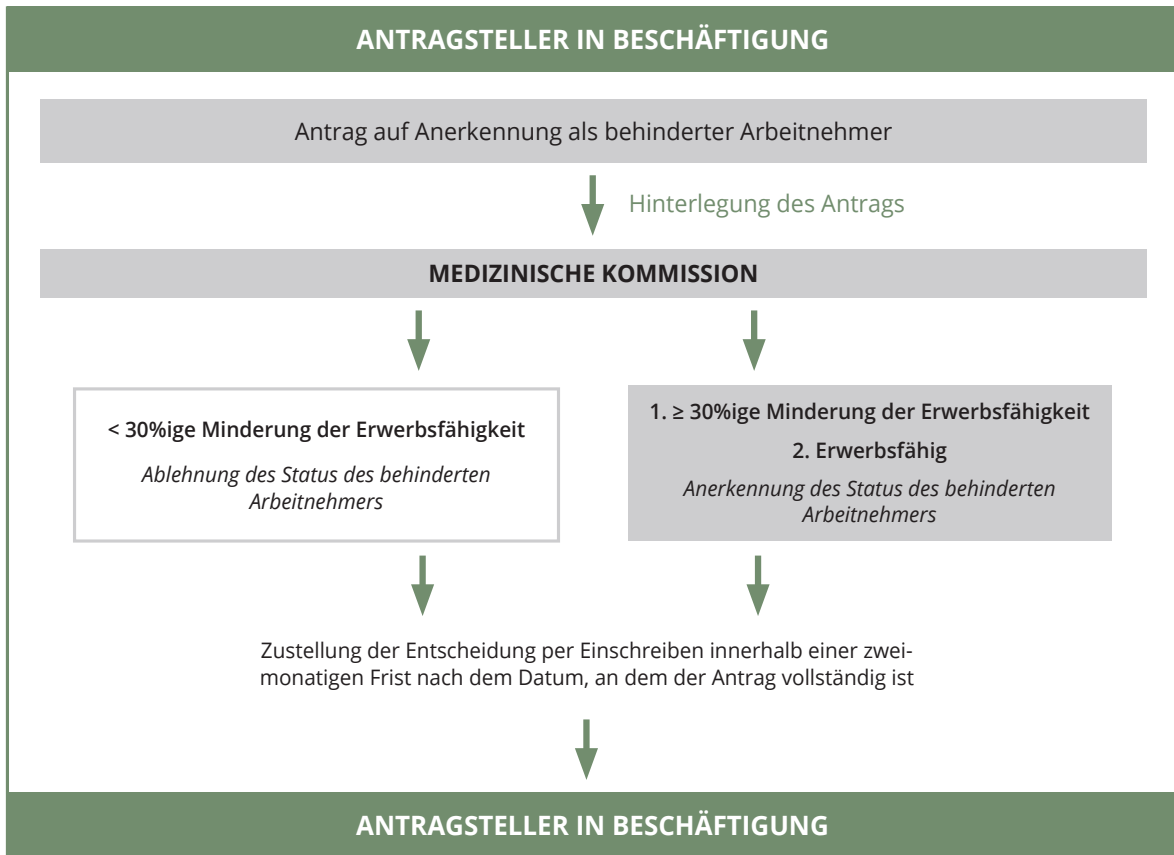 ANTRAGSTELLER IN BESCHÄFTIGUNG
Antrag auf Anerkennung als behinderter Arbeitnehmer
Hinterlegung des Antrags
MEDIZINISCHE KOMMISSION
< 30%ige Minderung der Erwerbsfähigkeit
Ablehnung des Status des behinderten
Arbeitnehmers
1. ≥ 30%ige Minderung der Erwerbsfähigkeit
2. Erwerbsfähig
Anerkennung des Status des behinderten
Arbeitnehmers
Zustellung der Entscheidung per Einschreiben innerhalb einer zwei-
monatigen Frist nach dem Datum, an dem der Antrag vollständig ist
ANTRAGSTELLER IN BESCHÄFTIGUNG